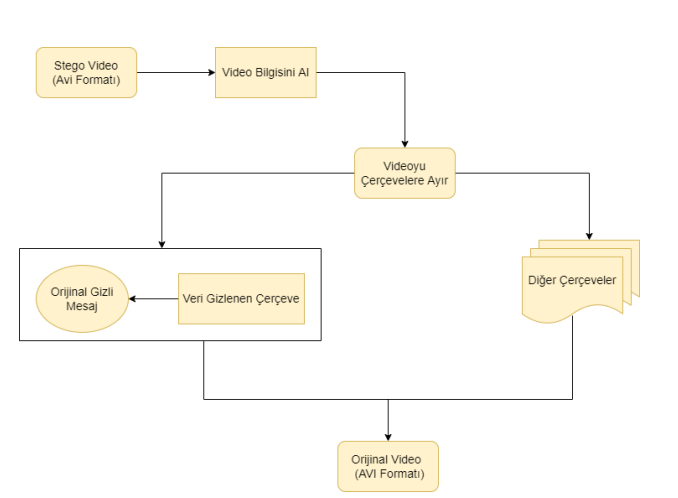 Stego Video
(Avi Formatı)
Video Bilgisini Al
Videoyu
Çerçevelere Ayır
Orijinal Gizli
Mesaj
Veri Gizlenen Çerçeve
Diğer Çerçeveler
Orijinal Video
(AVI Formatı)